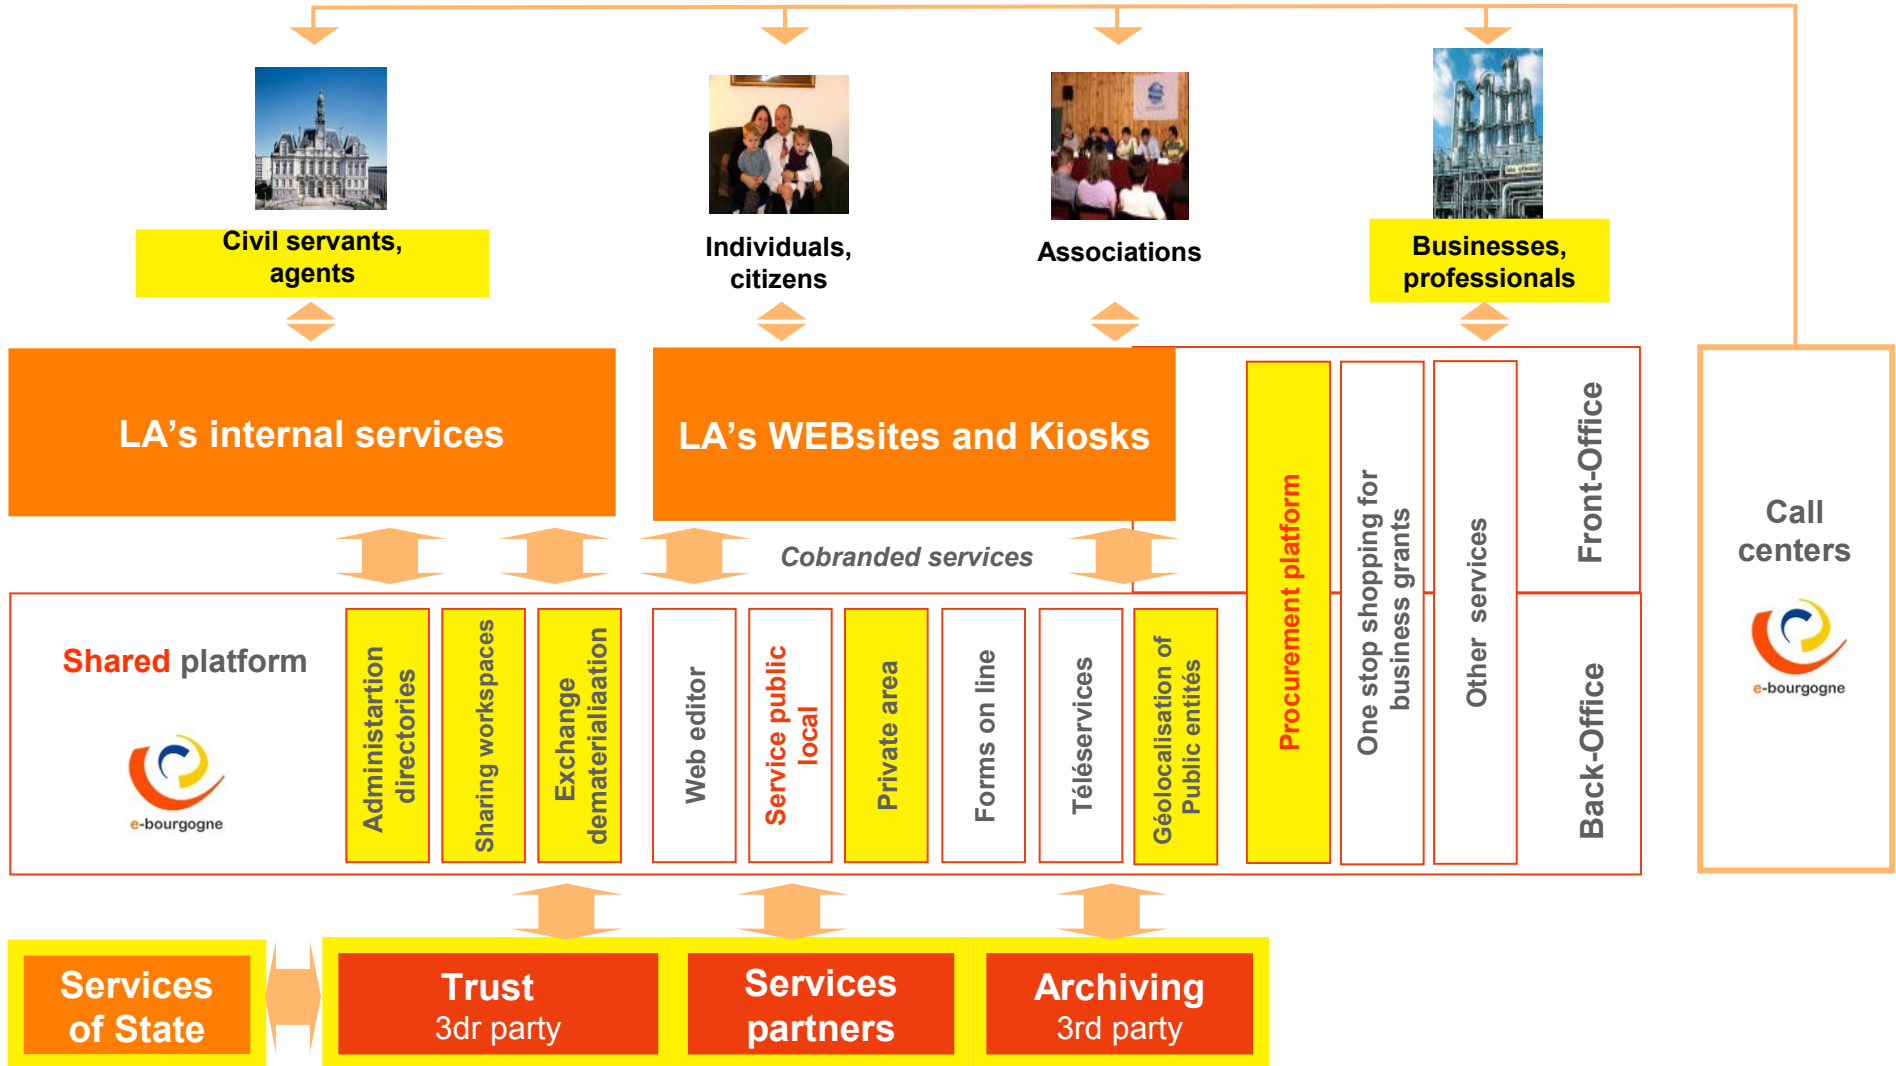 Civil servants,
agents
Individuals,
citizens
Associations
Businesses,
professionals
LA's internal services
LA's WEBsites and Kiosks
Cobranded services
Procurement platform
One stop shopping for
business grants
Other services
Front-Office
Back-Office
Call
centers
e-bourgogne
Shared platform
e-bourgogne
Administartion
directories
Sharing workspaces
Exchange
dematerialiaation
Web editor
Service public
local
Private area
Forms on line
Téléservices
Géolocalisation of
Public entités
Services
of State
Trust
3dr party
Services
partners
Archiving
3rd party